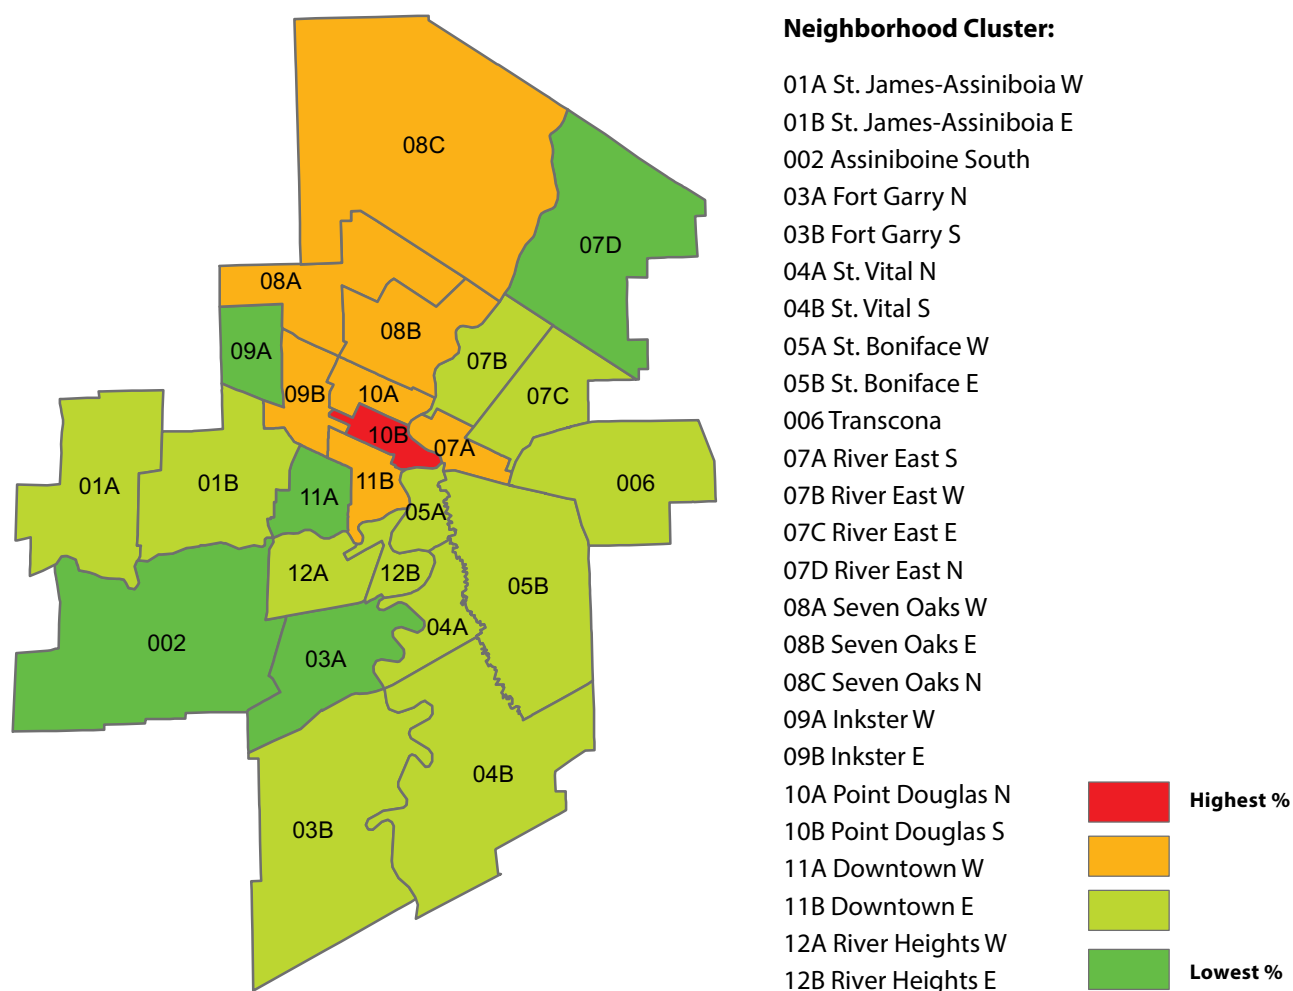 Neighborhood Cluster:
01A St. James-Assiniboia W
01B St. James-Assiniboia E
002 Assiniboine South
03A Fort Garry N
03B Fort Garry S
04A St. Vital N
04B St. Vital S
05A St. Boniface W
05B St. Boniface E
006 Transcona
07A River East S
07B River East W
07C River East E
07D River East N
08A Seven Oaks W
08B Seven Oaks E
08C Seven Oaks N
09A Inkster W
09B Inkster E
10A Point Douglas N
10B Point Douglas S
11A Downtown W
11B Downtown E
12A River Heights W
12B River Heights E
Highest %
Lowest %
08C
07D
08A
08B
09A
07B
09B
10A
07C
10B
07A
01A
01B
11A
11B
006
05A
12A
12B
05B
04A
002
03A
04B
03B